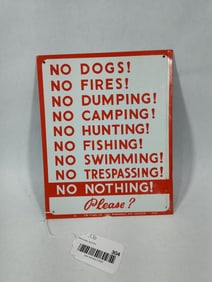 NO DOGS!
NO FIRES!
NO DUMPING!
NO CAMPING!
NO HUNTING!
NO FISHING!
NO SWIMMING!
NO TRESPASSING!
NO NOTHING!
Please?
304